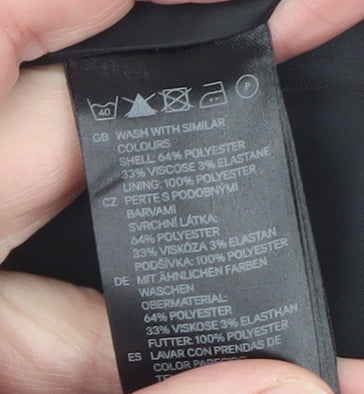 40
P
GB WASH WITH SIMILAR
COLOURS
SHELL: 64% POLYESTER
33% VISCOSE 3% ELASTANE
LINING: 100% POLYESTER
CZ PERTE S PODOBNÝMI
BARVAMI
SVRCHNÍ LÁTKA:
64% POLYESTER
33% VISKÓZA 3% ELASTAN
PODŠÍVKA: 100% POLYESTER
DE MIT ÄHNLICHEN FARBEN
WASCHEN
OBERMATERIAL:
64% POLYESTER
33% VISKOSE 3% ELASTHAN
FUTTER: 100% POLYESTER
ES LAVAR CON PRENDAS DE
COLOR